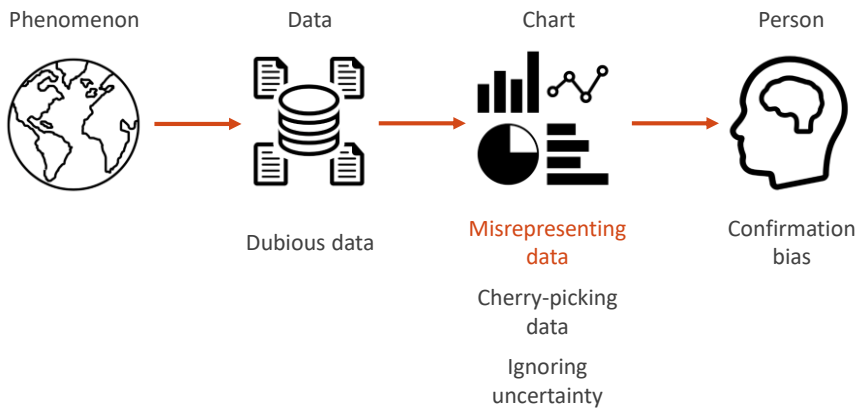 Phenomenon
Data
Chart
Person
Dubious data
Misrepresenting
data
Cherry-picking
data
Ignoring
uncertainty
Confirmation
bias